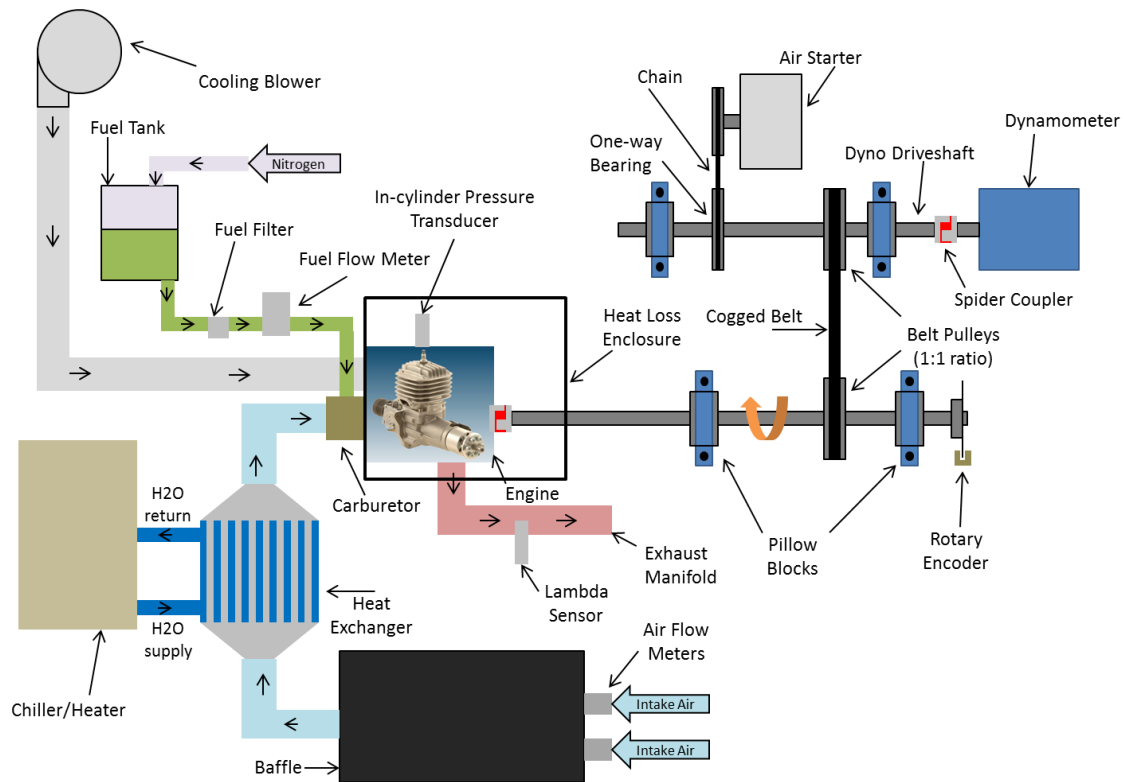 Cooling Blower
Fuel Tank
Nitrogen
In-cylinder Pressure
Transducer
Fuel Filter
Fuel Flow Meter
Air Starter
Chain
One-way
Bearing
Dyno Driveshaft
Dynamometer
Heat Loss
Enclosure
Cogged Belt
Spider Coupler
Belt Pulleys
(1:1 ratio)
H2O
return
Carburetor
Engine
Exhaust
Manifold
Pillow
Blocks
Rotary
Encoder
Lambda
Sensor
Heat
Exchanger
H2O
supply
Chiller/Heater
Air Flow
Meters
Intake Air
Intake Air
Baffle